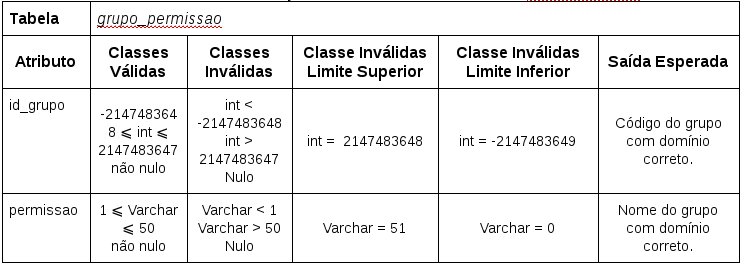 Tabela
grupo_permissao
Atributo
Classes
Válidas
Classes
Inválidas
Classe Inválidas
Limite Superior
Classe Inválidas
Limite Inferior
Saída Esperada
id_grupo
-214748364
8 ⩽ int ⩽
2147483647
não nulo
int <
-2147483648
int >
2147483647
Nulo
int =  2147483648
int = -2147483649
Código do grupo
com domínio
correto.
permissao
1 ⩽ Varchar
⩽ 50
não nulo
Varchar < 1
Varchar > 50
Nulo
Varchar = 51
Varchar = 0
Nome do grupo
com domínio
correto.